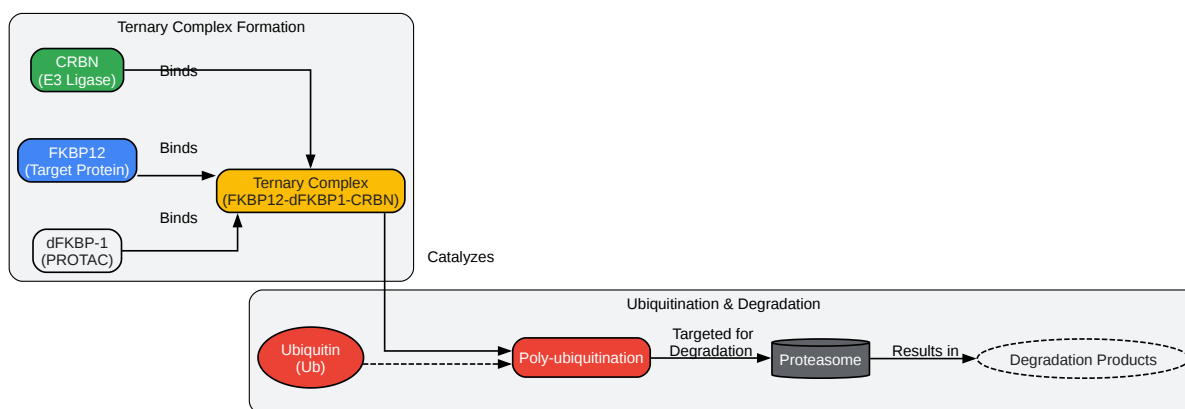 Ternary Complex Formation
CRBN
(E3 Ligase)
Binds
FKBP12
(Target Protein)
Binds
Ternary Complex
(FKBP12-dFKBP1-CRBN)
Binds
dFKBP-1
(PROTAC)
Catalyzes
Ubiquitination & Degradation
Ubiquitin
(Ub)
Poly-ubiquitination
Targeted for
Degradation
Proteasome
Results in
Degradation Products